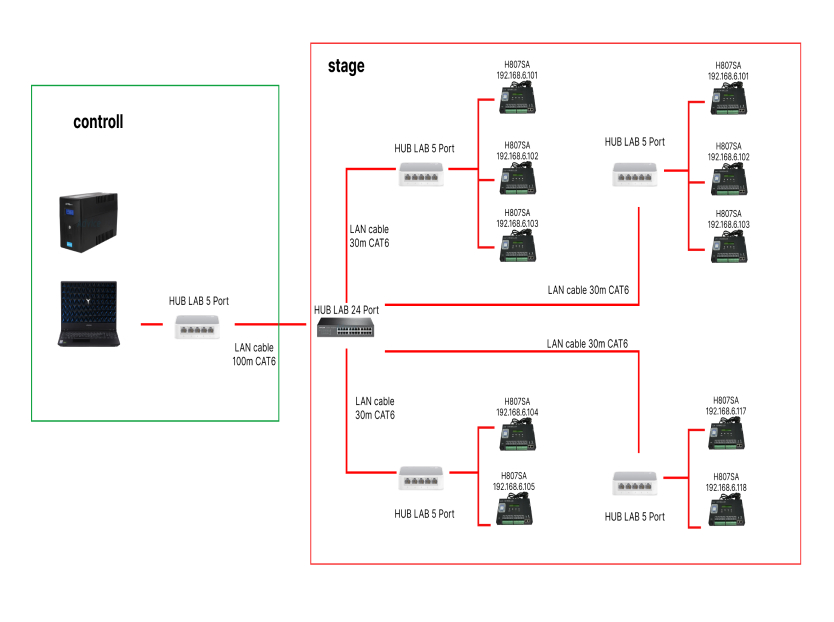 controll
HUB LAB 5 Port
LAN cable
100m CAT6
stage
HUB LAB 24 Port
LAN cable
30m CAT6
HUB LAB 5 Port
H807SA
192.168.6.101
H807SA
192.168.6.102
H807SA
192.168.6.103
HUB LAB 5 Port
H807SA
192.168.6.101
H807SA
192.168.6.102
H807SA
192.168.6.103
LAN cable 30m CAT6
LAN cable 30m CAT6
LAN cable
30m CAT6
HUB LAB 5 Port
H807SA
192.168.6.104
H807SA
192.168.6.105
HUB LAB 5 Port
H807SA
192.168.6.117
H807SA
192.168.6.118